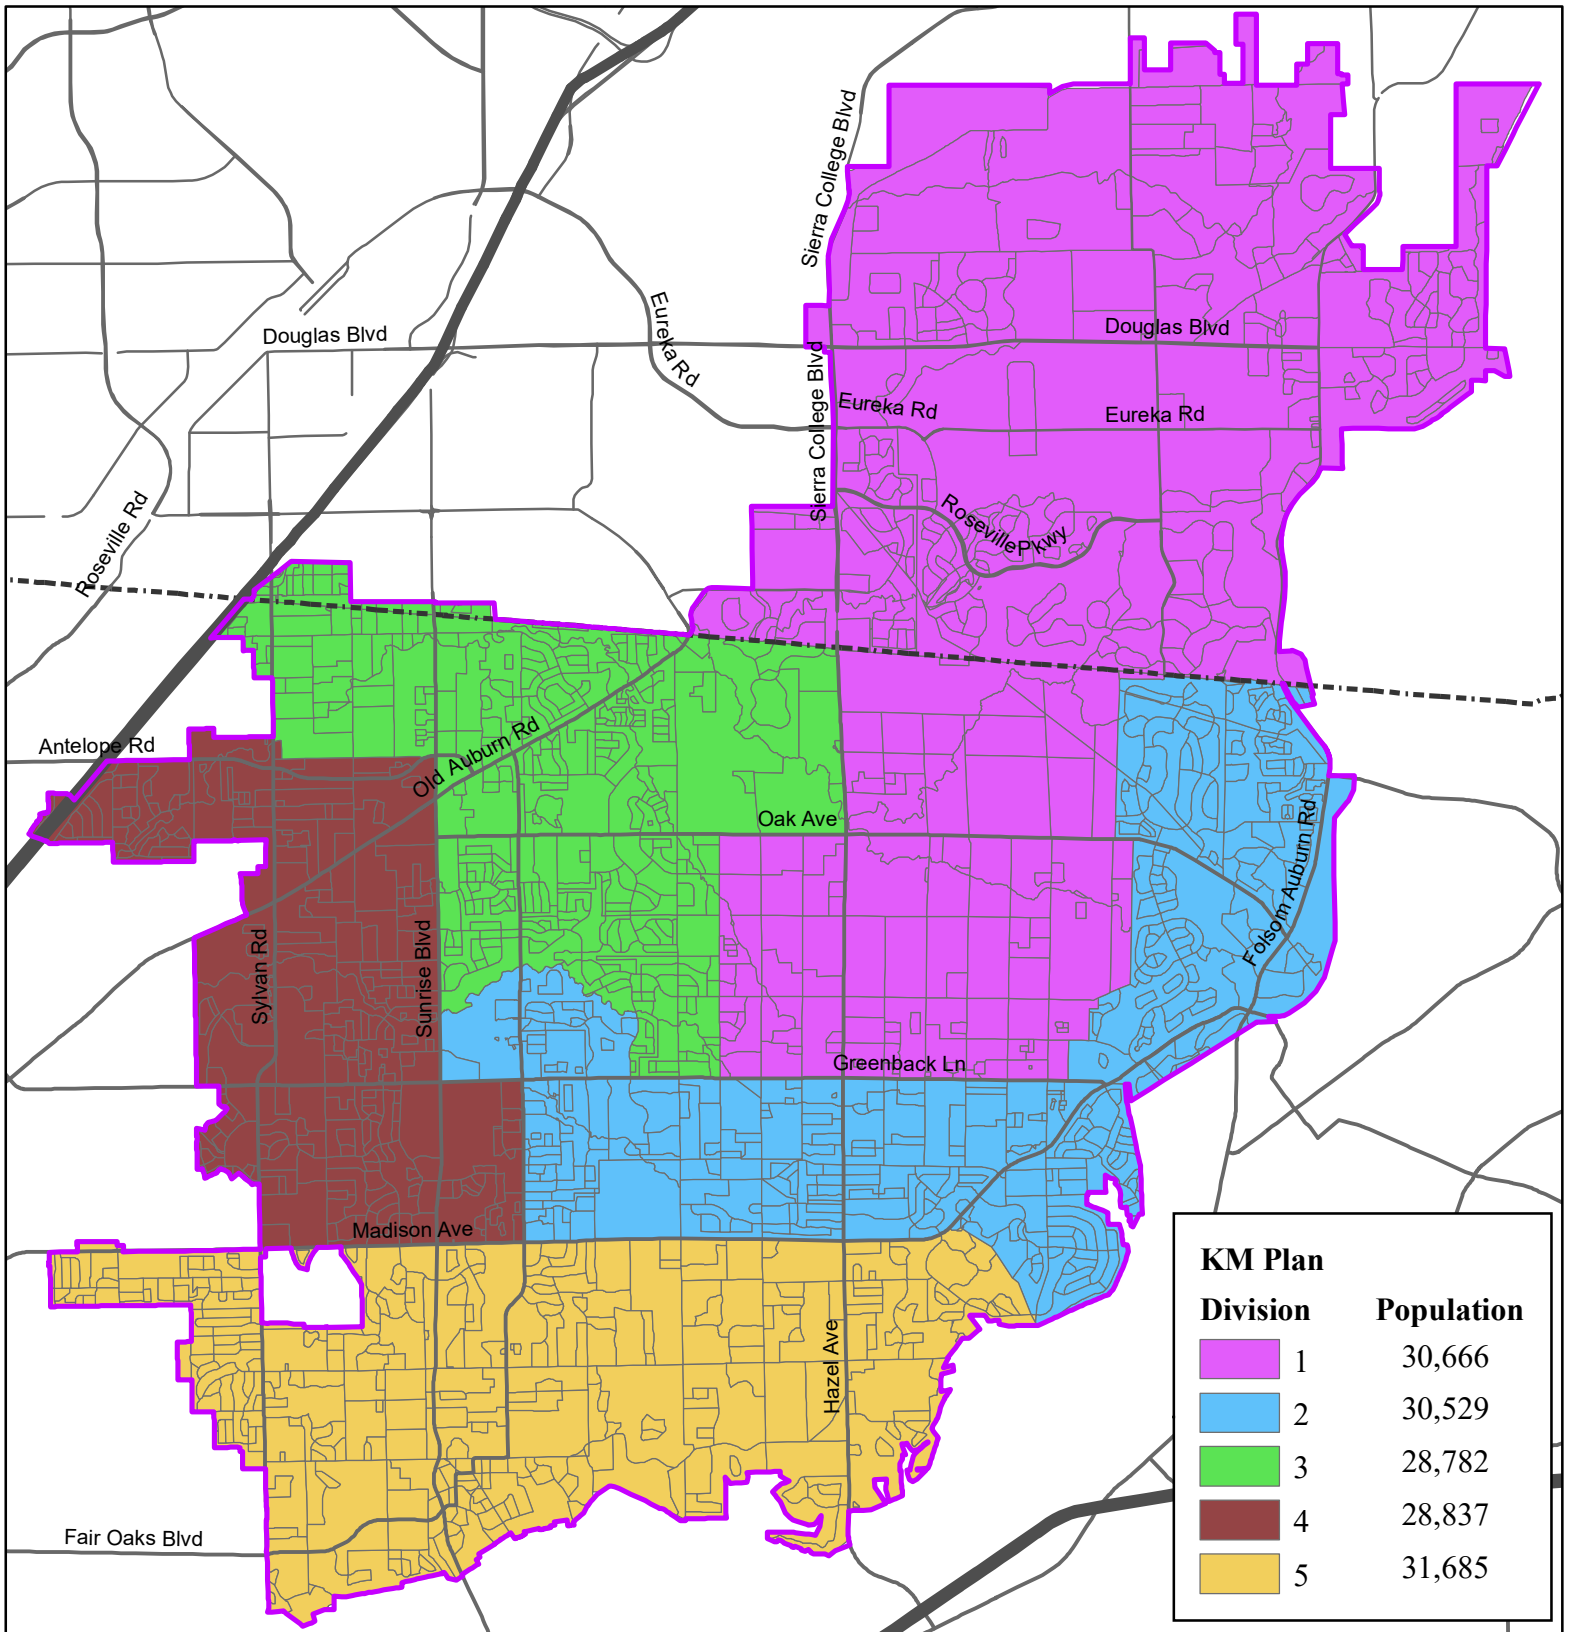 Sierra College Blvd
Douglas Blvd
Eureka Rd
Douglas Blvd
Sierra College Blvd
Eureka Rd
Eureka Rd
Roseville Rd
Roseville Pkwy
Antelope Rd
Old Auburn Rd
Oak Ave
Folsom Auburn Rd
Sylvan Rd
Sunrise Blvd
Greenback Ln
Madison Ave
Hazel Ave
Fair Oaks Blvd
KM Plan
Division Population
1 30,666
2 30,529
3 28,782
4 28,837
5 31,685